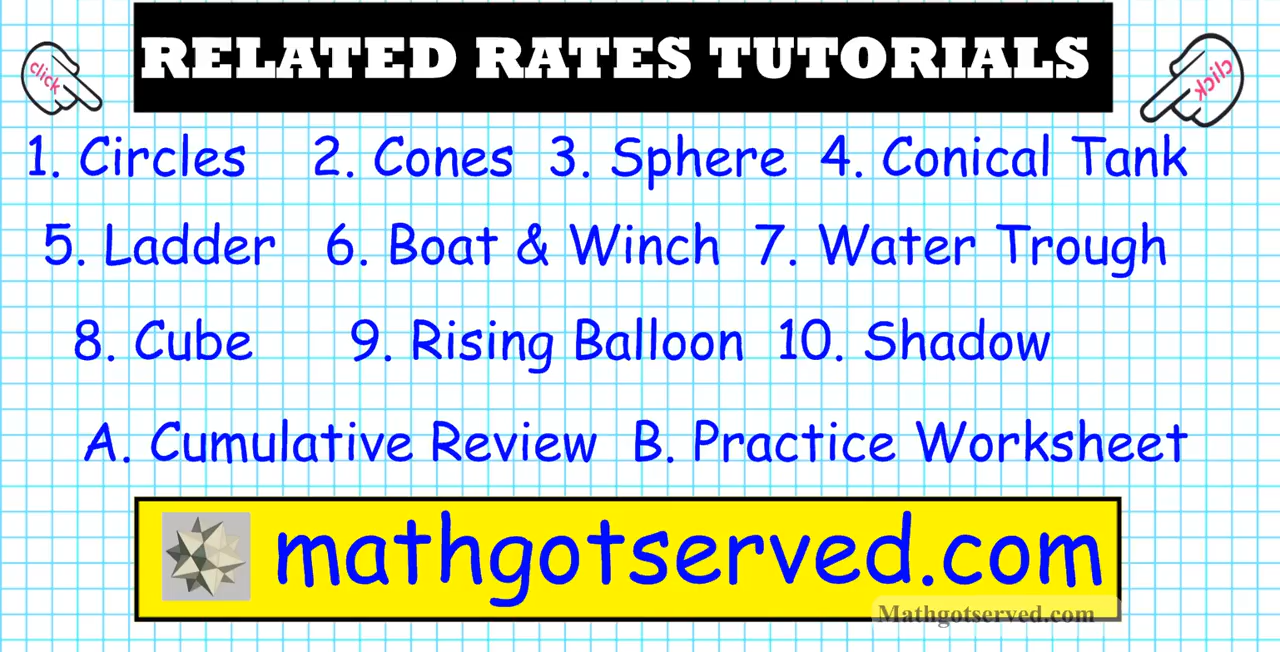 RELATED RATES TUTORIALS
click
click
1. Circles 2. Cones 3. Sphere 4. Conical Tank
5. Ladder 6. Boat & Winch 7. Water Trough
8. Cube 9. Rising Balloon 10. Shadow
A. Cumulative Review B. Practice Worksheet
mathgotserved.com
Mathgotserved.com